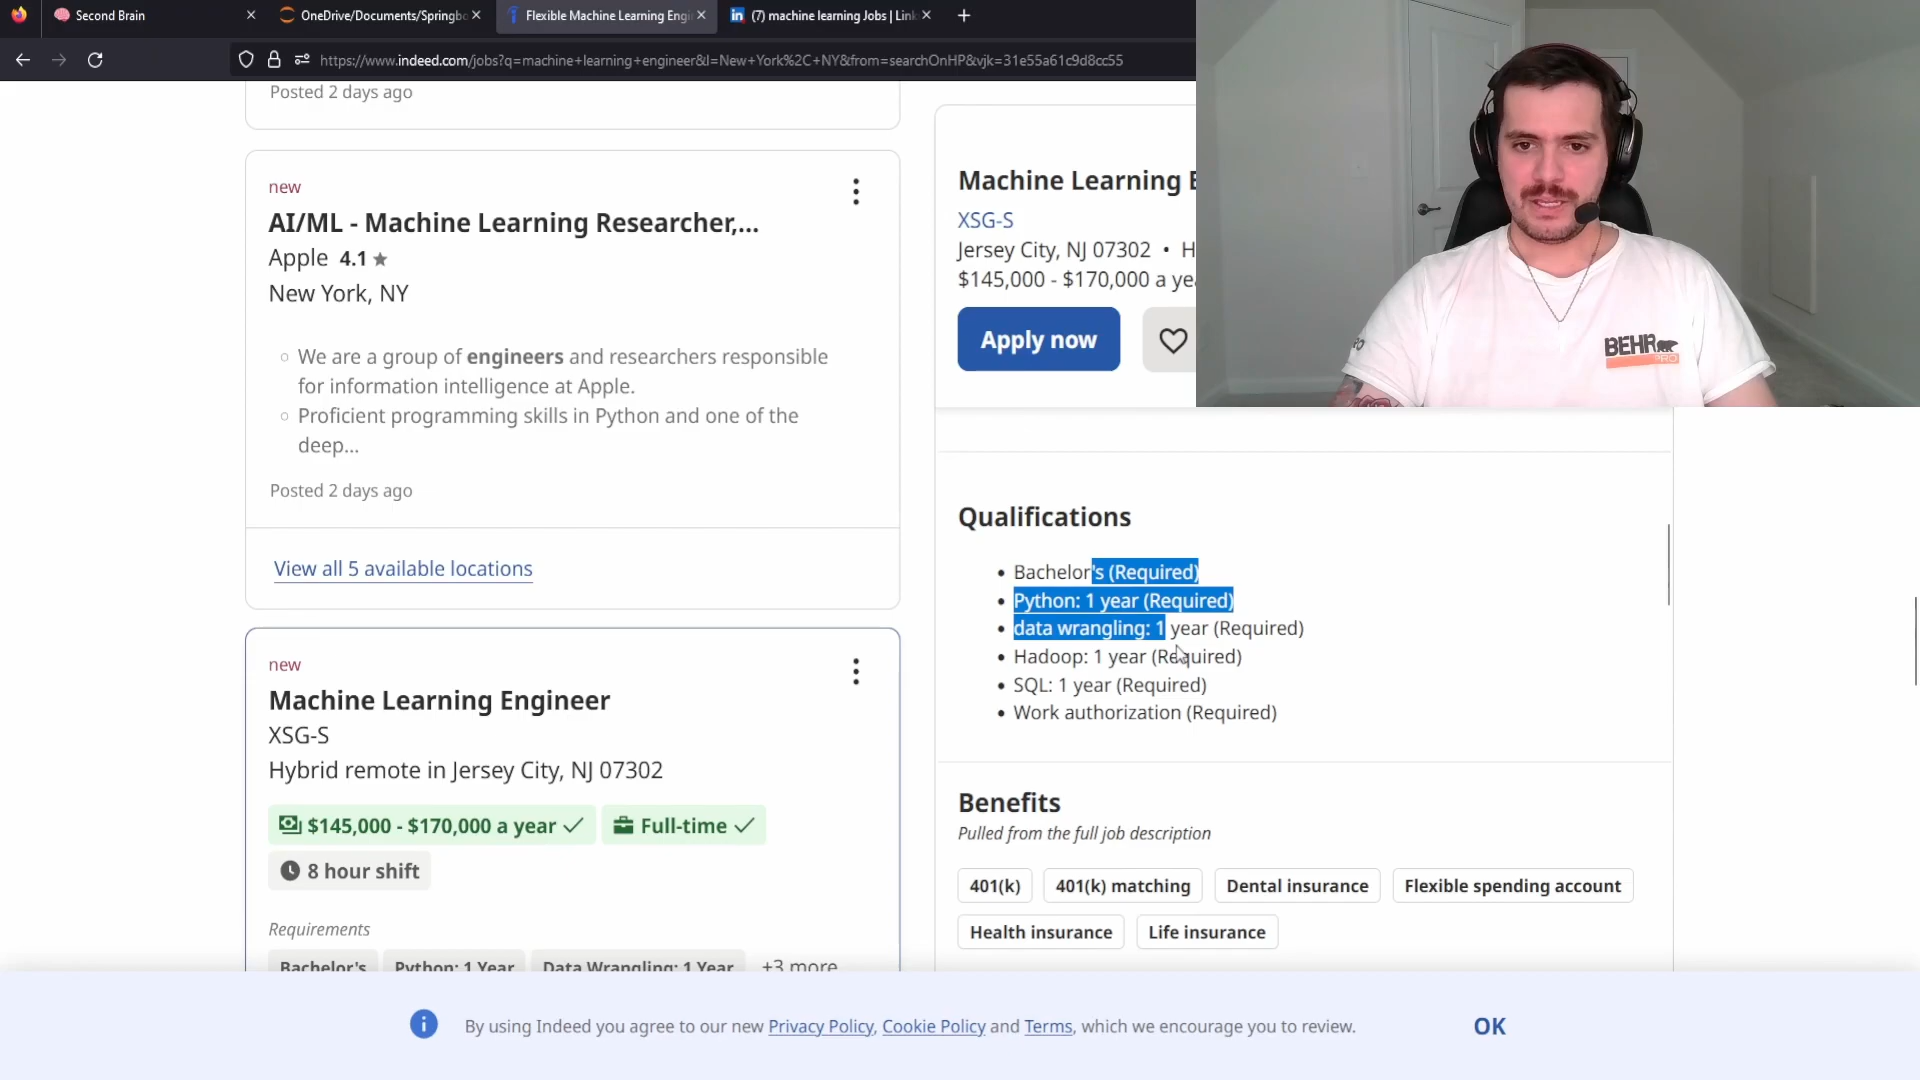 Second Brain
OneDrive/Documents/Springbo
Flexible Machine Learning Engi
(7) machine learning Jobs | Link
https://www.indeed.com/jobs?q=machine+learning+engineer&l=New+York%2C+NY&from=searchOnHP&vjk=31e55a61c9d8cc55
Posted 2 days ago
new
AI/ML - Machine Learning Researcher,...
Apple 4.1 ★
New York, NY
We are a group of engineers and researchers responsible
for information intelligence at Apple.
Proficient programming skills in Python and one of the
deep...
Posted 2 days ago
View all 5 available locations
new
Machine Learning Engineer
XSG-S
Hybrid remote in Jersey City, NJ 07302
$145,000 - $170,000 a year
Full-time
8 hour shift
Requirements
Bachelor's
Python: 1 Year
Data Wrangling: 1 Year
+3 more
Machine Learning E
XSG-S
Jersey City, NJ 07302 • H
$145,000 - $170,000 a yea
Apply now
Qualifications
• Bachelor's (Required)
• Python: 1 year (Required)
• data wrangling: 1 year (Required)
• Hadoop: 1 year (Required)
• SQL: 1 year (Required)
• Work authorization (Required)
Benefits
Pulled from the full job description
401(k)
401(k) matching
Dental insurance
Flexible spending account
Health insurance
Life insurance
BEHR
PRO
By using Indeed you agree to our new Privacy Policy, Cookie Policy and Terms, which we encourage you to review.
OK